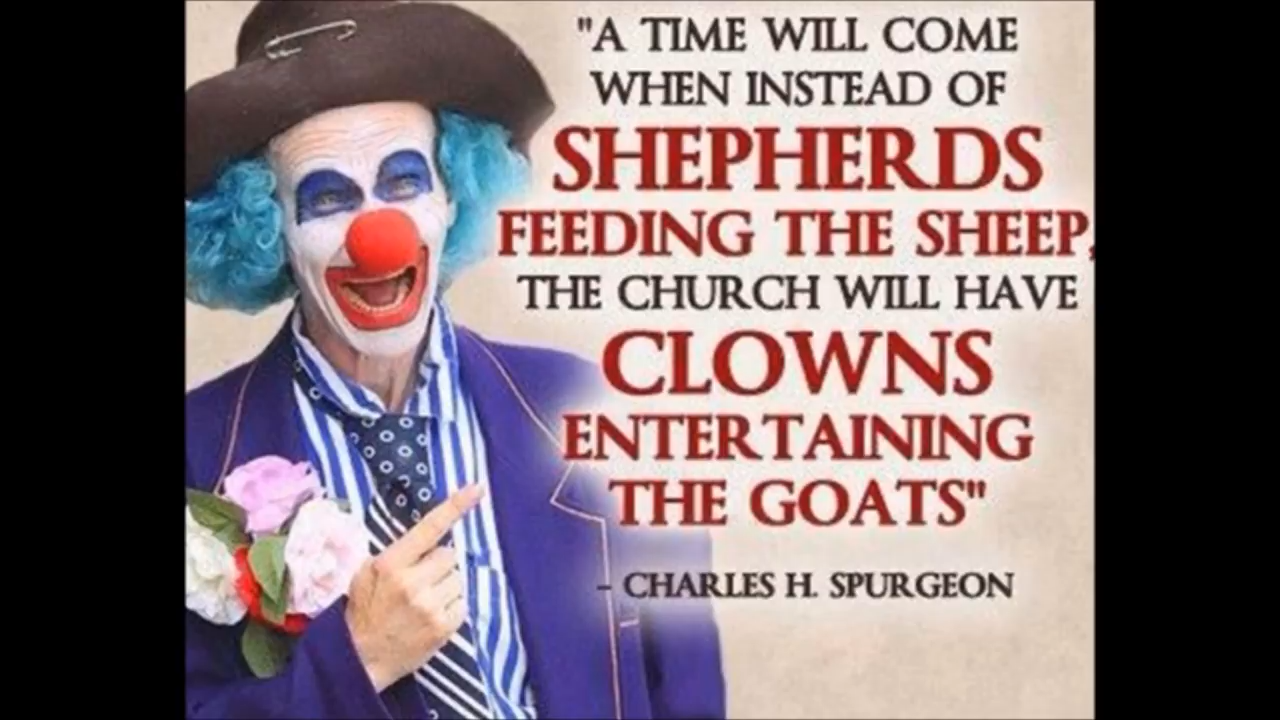 "A TIME WILL COME
WHEN INSTEAD OF
SHEPHERDS
FEEDING THE SHEEP,
THE CHURCH WILL HAVE
CLOWNS
ENTERTAINING
THE GOATS"
- CHARLES H. SPURGEON